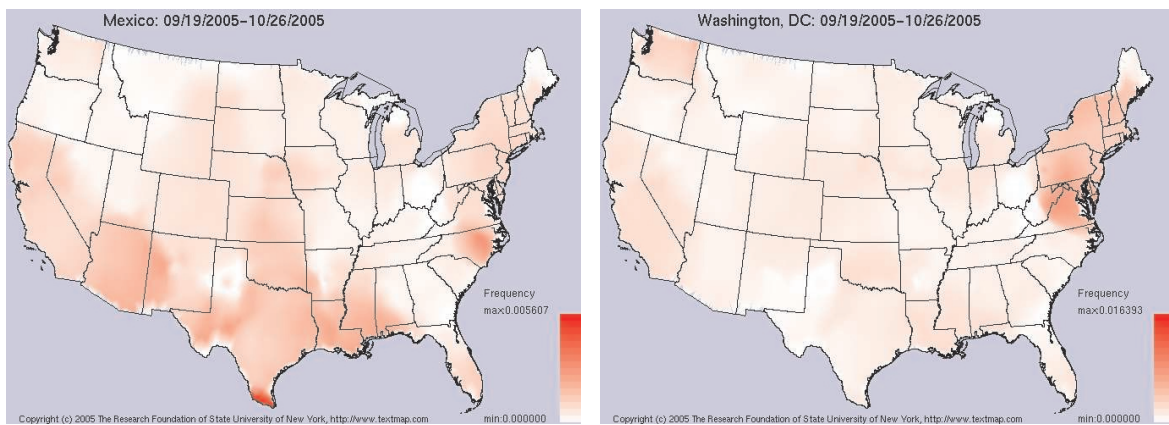 Mexico: 09/19/2005-10/26/2005
Frequency
max:0.005607
min:0.000000
Copyright (c) 2005 The Research Foundation of State University of New York, http://www.textmap.com
Washington, DC: 09/19/2005-10/26/2005
Frequency
max:0.016393
min:0.000000
Copyright (c) 2005 The Research Foundation of State University of New York, http://www.textmap.com